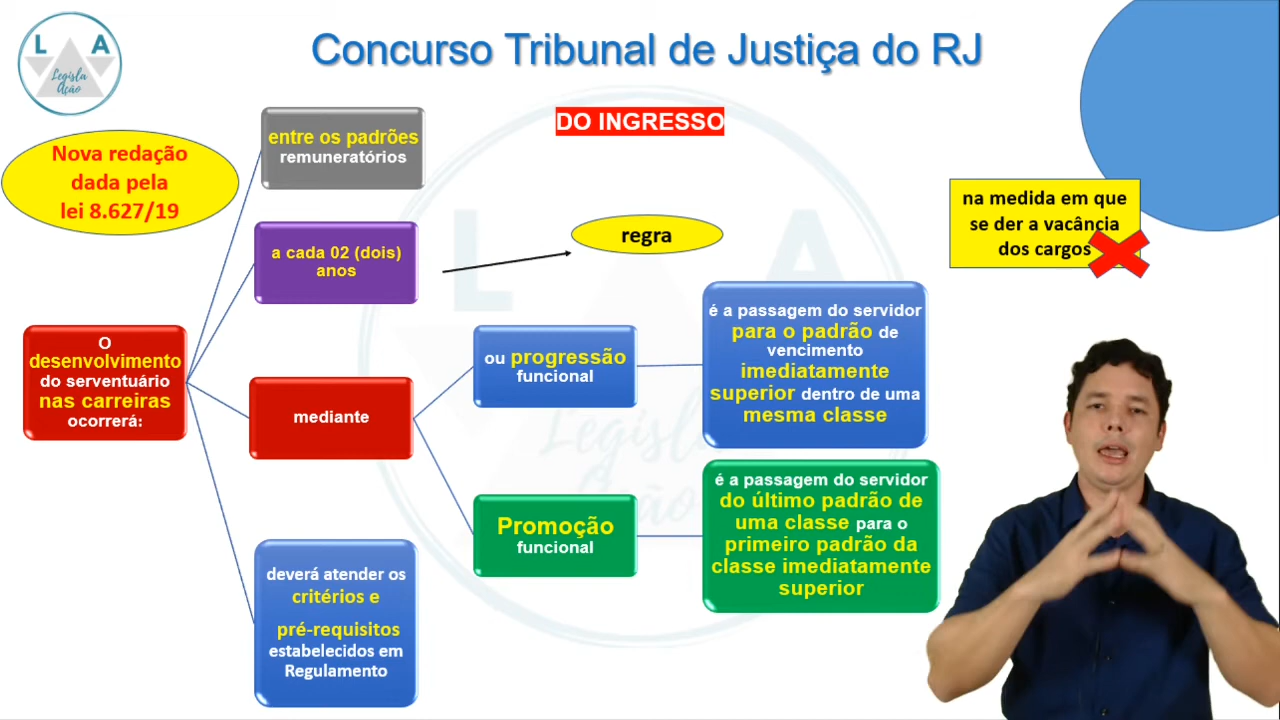 L A
Legisla
Ação
Concurso Tribunal de Justiça do RJ
DO INGRESSO
Nova redação
dada pela
lei 8.627/19
entre os padrões
remuneratórios
a cada 02 (dois)
anos
regra
na medida em que
se der a vacância
dos cargos
O
desenvolvimento
do serventuário
nas carreiras
ocorrerá:
mediante
ou progressão
funcional
é a passagem do servidor
para o padrão de
vencimento
imediatamente
superior dentro de uma
mesma classe
Promoção
funcional
é a passagem do servidor
do último padrão de
uma classe para o
primeiro padrão da
classe imediatamente
superior
deverá atender os
critérios e
pré-requisitos
estabelecidos em
Regulamento
L A
Legisla
Ação